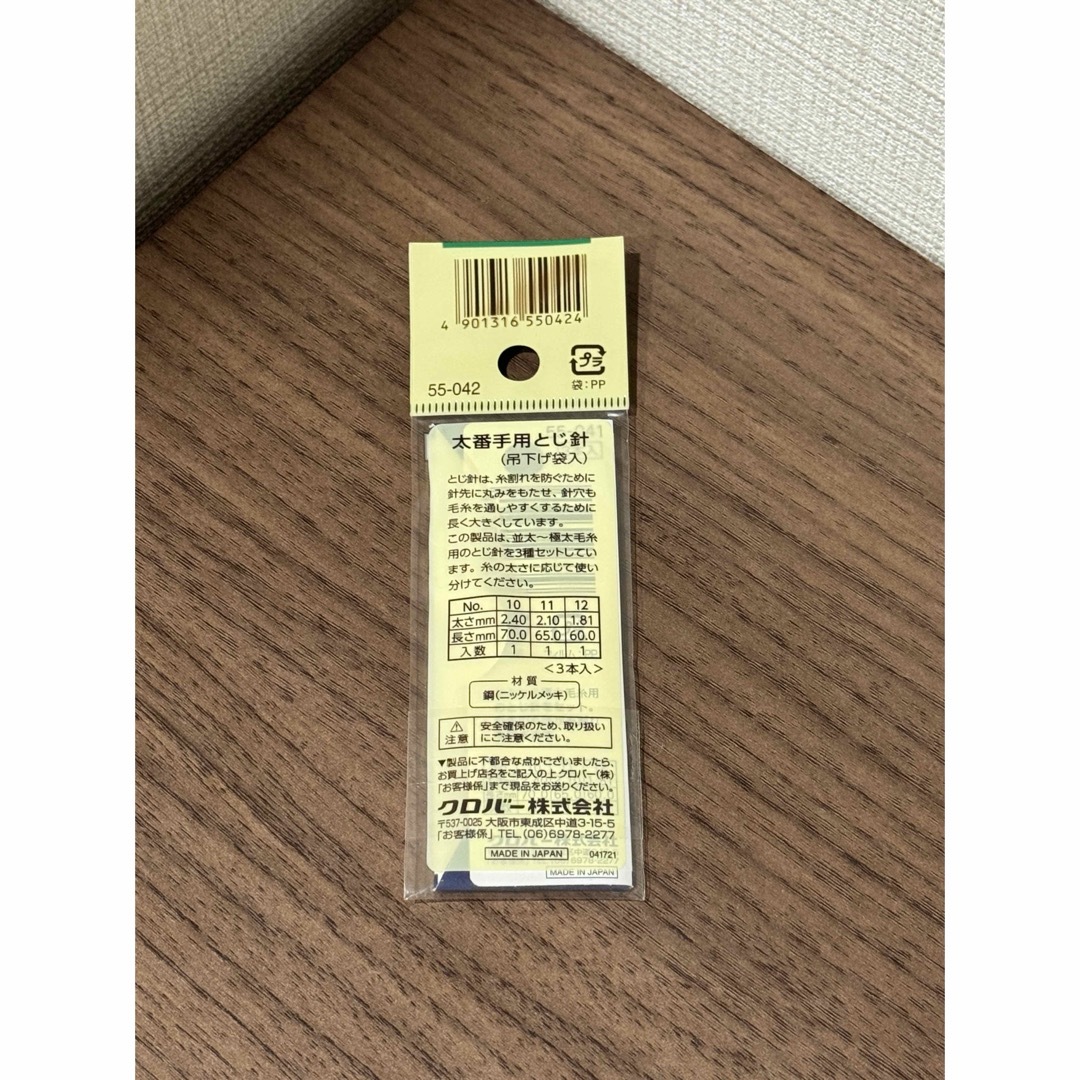 4 901316 550424
プラ
袋:PP
55-042
太番手用とじ針
(吊下げ袋入)
とじ針は、糸割れを防ぐために
針先に丸みをもたせ、針穴も
毛糸を通しやすくするために
長く大きくしています。
この製品は、並太〜極太毛糸
用のとじ針を3種セットしてい
ます。糸の太さに応じて使い
分けてください。
No. 10 11 12
太さmm 2.40 2.10 1.81
長さmm 70.0 65.0 60.0
入数 1 1 1
<3本入>
材質
鋼(ニッケルメッキ)
注意 安全確保のため、取り扱い
にご注意ください。
▼製品に不都合な点がございましたら、
お買上げ店名をご記入の上クロバー(株)
「お客様係」まで現品をお送りください。
クロバー株式会社
〒537-0025 大阪市東成区中道3-15-5
「お客様係」 TEL(06)6978-2277
MADE IN JAPAN 041721
MADE IN JAPAN